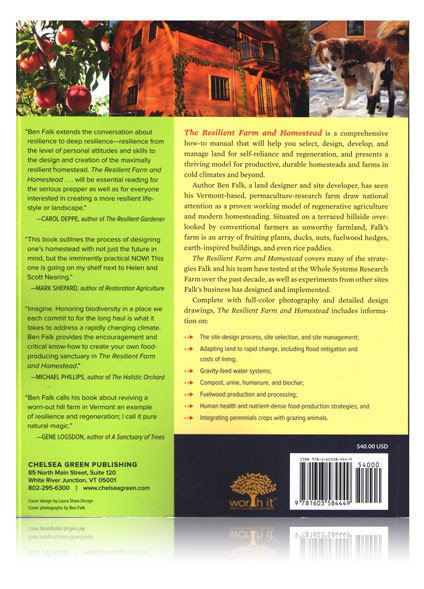 "Ben Falk extends the conversation about
resilience to deep resilience—resilience from
the level of personal attitudes and skills to
the design and creation of the maximally
resilient homestead. The Resilient Farm and
Homestead . . . will be essential reading for
the serious prepper as well as for everyone
interested in creating a more resilient life-
style or landscape."
—CAROL DEPPE, author of The Resilient Gardener
"This book outlines the process of designing
one's homestead with not just the future in
mind, but the imminently practical NOW! This
one is going on my shelf next to Helen and
Scott Nearing."
—MARK SHEPARD, author of Restoration Agriculture
"Imagine. Honoring biodiversity in a place we
each commit to for the long haul is what it
takes to address a rapidly changing climate.
Ben Falk provides the encouragement and
critical know-how to create your own food-
producing sanctuary in The Resilient Farm
and Homestead."
—MICHAEL PHILLIPS, author of The Holistic Orchard
"Ben Falk calls his book about reviving a
worn-out hill farm in Vermont an example
of resilience and regeneration; I call it pure
natural magic."
—GENE LOGSDON, author of A Sanctuary of Trees
CHELSEA GREEN PUBLISHING
85 North Main Street, Suite 120
White River Junction, VT 05001
802-295-6300 | www.chelseagreen.com
Cover design by Laura Shaw Design
Cover photographs by Ben Falk
The Resilient Farm and Homestead is a comprehensive
how-to manual that will help you select, design, develop, and
manage land for self-reliance and regeneration, and presents a
thriving model for productive, durable homesteads and farms in
cold climates and beyond.
Author Ben Falk, a land designer and site developer, has seen
his Vermont-based, permaculture-research farm draw national
attention as a proven working model of regenerative agriculture
and modern homesteading. Situated on a terraced hillside over-
looked by conventional farmers as unworthy farmland, Falk's
farm is an array of fruiting plants, ducks, nuts, fuelwood hedges,
earth-inspired buildings, and even rice paddies.
The Resilient Farm and Homestead covers many of the strate-
gies Falk and his team have tested at the Whole Systems Research
Farm over the past decade, as well as experiments from other sites
Falk's business has designed and implemented.
Complete with full-color photography and detailed design
drawings, The Resilient Farm and Homestead includes informa-
tion on:
The site-design process, site selection, and site management;
Adapting land to rapid change, including flood mitigation and
costs of living;
Gravity-feed water systems;
Compost, urine, humanure, and biochar;
Fuelwood production and processing;
Human health and nutrient-dense food-production strategies; and
Integrating perennials crops with grazing animals.
$40.00 USD
ISBN 978-1-60358-444-9
54000
9 781603 584449
worth it